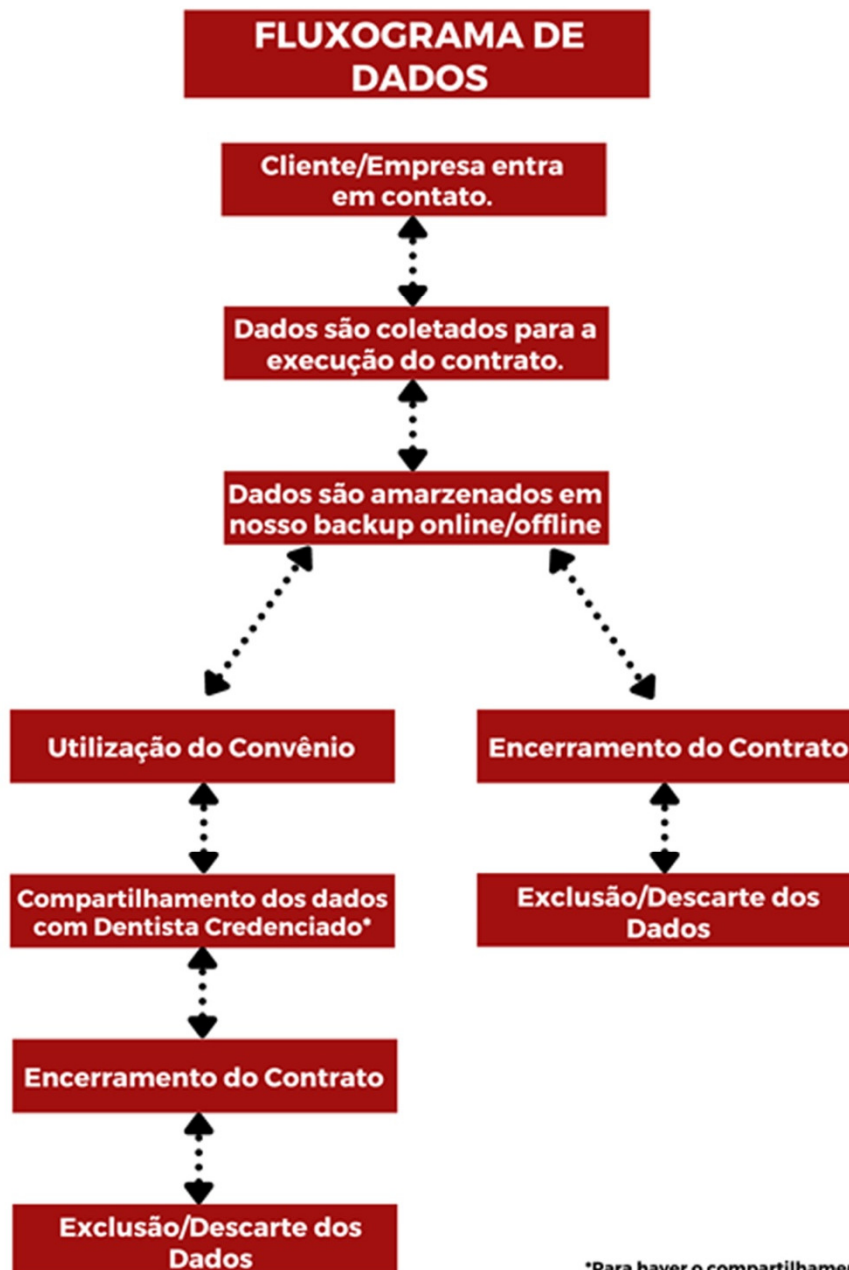 FLUXOGRAMA DE
DADOS
Cliente/Empresa entra
em contato.
Dados são coletados para a
execução do contrato.
Dados são amarzenados em
nosso backup online/offline
Utilização do Convênio
Encerramento do Contrato
Compartilhamento dos dados
com Dentista Credenciado*
Exclusão/Descarte dos
Dados
Encerramento do Contrato
Exclusão/Descarte dos
Dados
*Para haver o